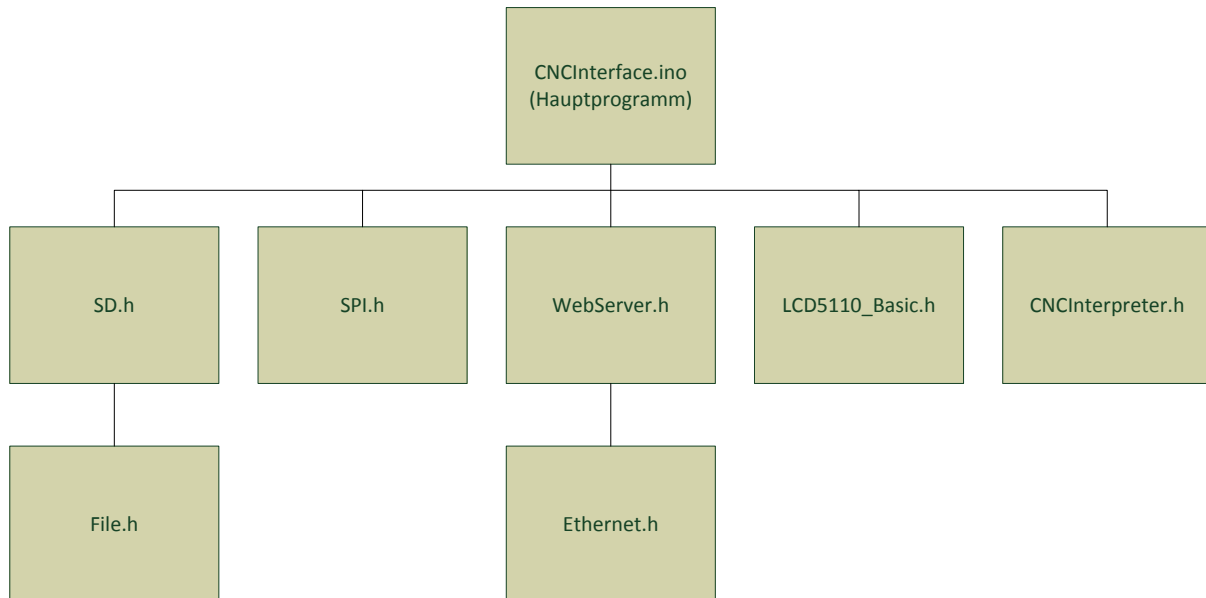 CNCInterface.ino
(Hauptprogramm)
SD.h
SPI.h
WebServer.h
LCD5110_Basic.h
CNCInterpreter.h
File.h
Ethernet.h